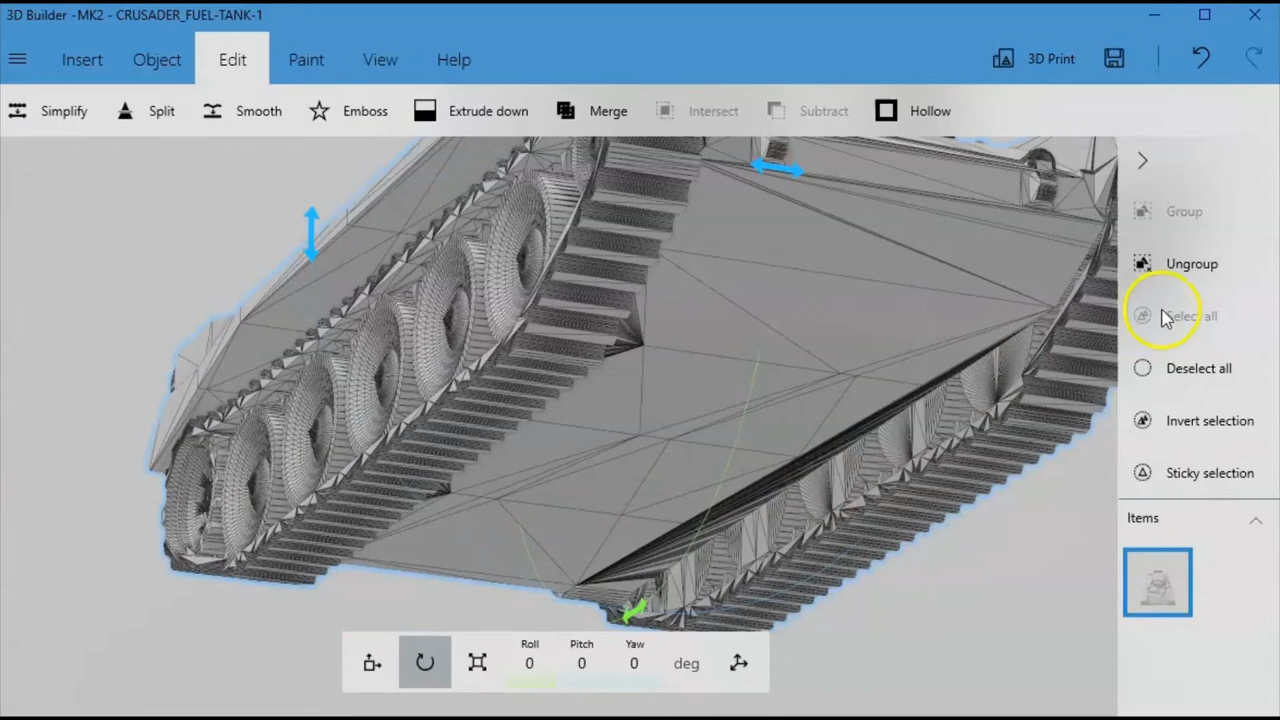 3D Builder - MK2 - CRUSADER_FUEL-TANK-1
Insert Object Edit Paint View Help 3D Print
Simplify Split Smooth Emboss Extrude down Merge Intersect Subtract Hollow
Group
Ungroup
Select all
Deselect all
Invert selection
Sticky selection
Items
Roll Pitch Yaw
0 0 0 deg